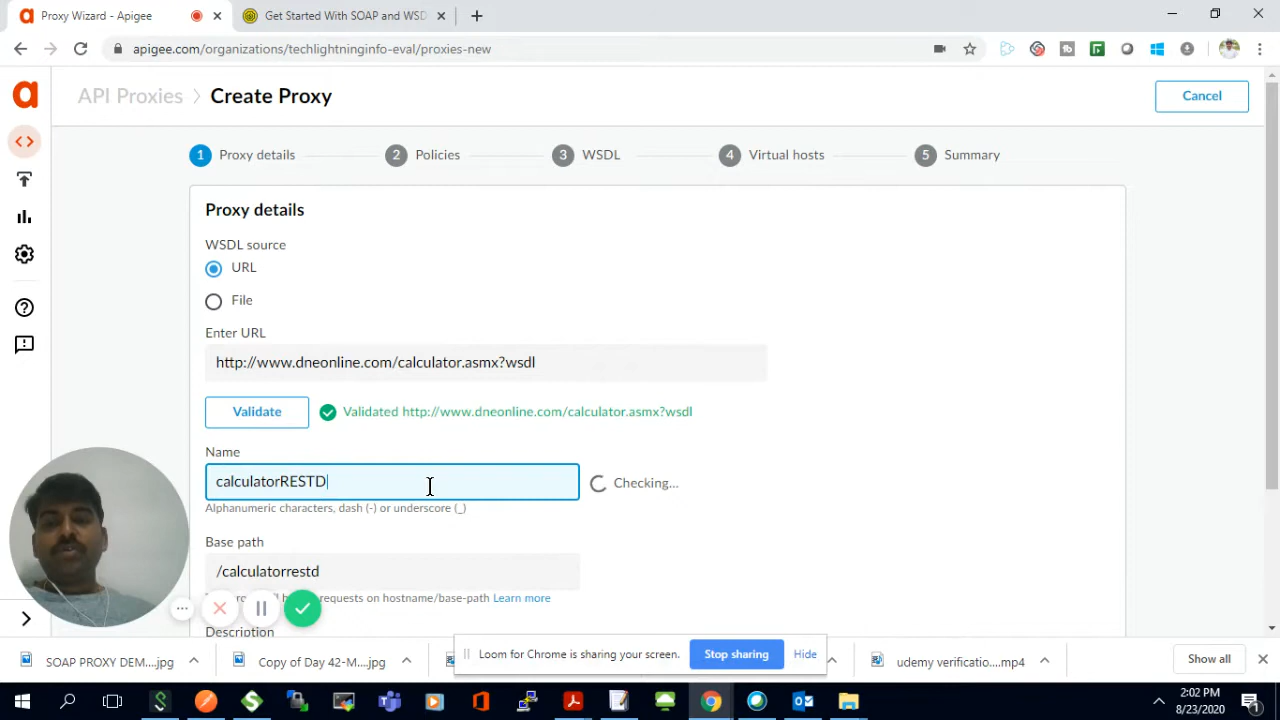 Proxy Wizard - Apigee
Get Started With SOAP and WSD
apigee.com/organizations/techlightninginfo-eval/proxies-new
API Proxies > Create Proxy
Cancel
1 Proxy details
2 Policies
3 WSDL
4 Virtual hosts
5 Summary
Proxy details
WSDL source
URL
File
Enter URL
http://www.dneonline.com/calculator.asmx?wsdl
Validate
Validated http://www.dneonline.com/calculator.asmx?wsdl
Name
calculatorRESTD
Checking...
Alphanumeric characters, dash (-) or underscore (_)
Base path
/calculatorrestd
requests on hostname/base-path Learn more
Description
Loom for Chrome is sharing your screen.
Stop sharing
Hide
SOAP PROXY DEM....jpg
Copy of Day 42-M....jpg
udemy verificatio....mp4
Show all
2:02 PM
8/23/2020